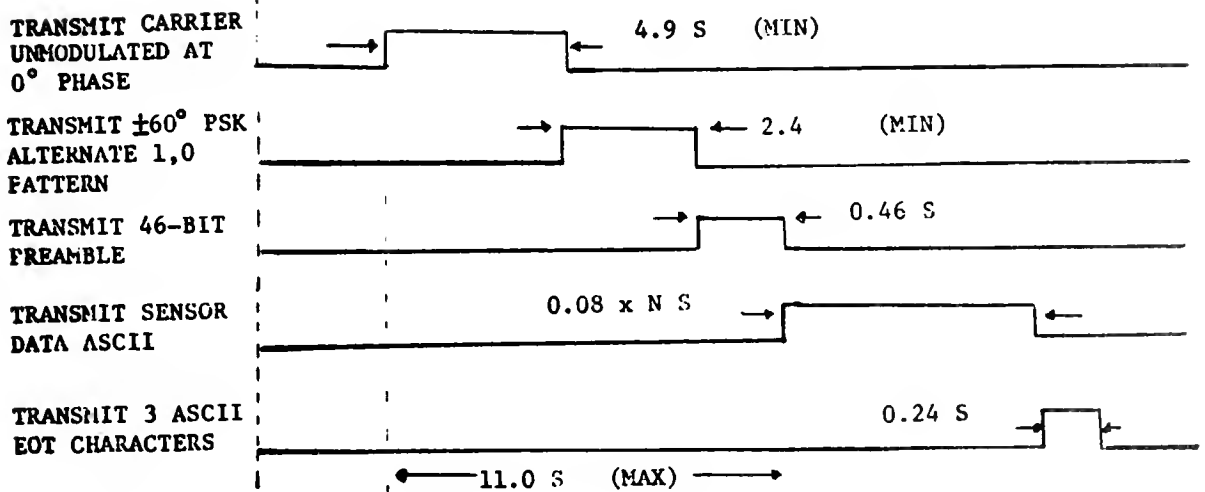 TRANSMIT CARRIER
UNMODULATED AT
0° PHASE
4.9 S (MIN)
TRANSMIT ±60° PSK
ALTERNATE 1,0
PATTERN
2.4 (MIN)
TRANSMIT 46-BIT
PREAMBLE
0.46 S
TRANSMIT SENSOR
DATA ASCII
0.08 x N S
TRANSMIT 3 ASCII
EOT CHARACTERS
0.24 S
11.0 S (MAX)